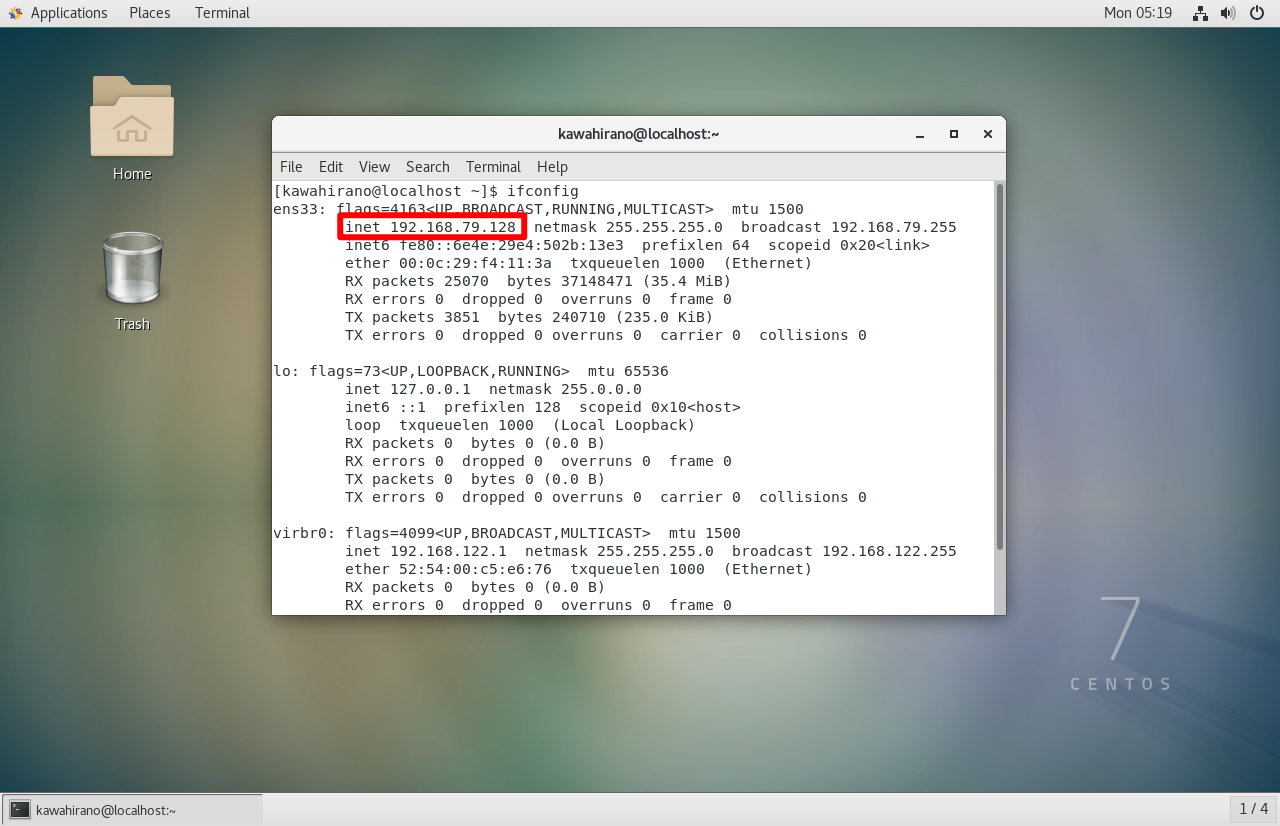 Applications Places Terminal Mon 05:19
Home
Trash
kawahirano@localhost:~
File Edit View Search Terminal Help
[kawahirano@localhost ~]$ ifconfig
ens33: flags=4163<UP,BROADCAST,RUNNING,MULTICAST>  mtu 1500
        inet 192.168.79.128  netmask 255.255.255.0  broadcast 192.168.79.255
        inet6 fe80::6e4e:29e4:502b:13e3  prefixlen 64  scopeid 0x20<link>
        ether 00:0c:29:f4:11:3a  txqueuelen 1000  (Ethernet)
        RX packets 25070  bytes 37148471 (35.4 MiB)
        RX errors 0  dropped 0  overruns 0  frame 0
        TX packets 3851  bytes 240710 (235.0 KiB)
        TX errors 0  dropped 0 overruns 0  carrier 0  collisions 0
lo: flags=73<UP,LOOPBACK,RUNNING>  mtu 65536
        inet 127.0.0.1  netmask 255.0.0.0
        inet6 ::1  prefixlen 128  scopeid 0x10<host>
        loop  txqueuelen 1000  (Local Loopback)
        RX packets 0  bytes 0 (0.0 B)
        RX errors 0  dropped 0  overruns 0  frame 0
        TX packets 0  bytes 0 (0.0 B)
        TX errors 0  dropped 0 overruns 0  carrier 0  collisions 0
virbr0: flags=4099<UP,BROADCAST,MULTICAST>  mtu 1500
        inet 192.168.122.1  netmask 255.255.255.0  broadcast 192.168.122.255
        ether 52:54:00:c5:e6:76  txqueuelen 1000  (Ethernet)
        RX packets 0  bytes 0 (0.0 B)
        RX errors 0  dropped 0  overruns 0  frame 0
7
CENTOS
kawahirano@localhost:~ 1 / 4